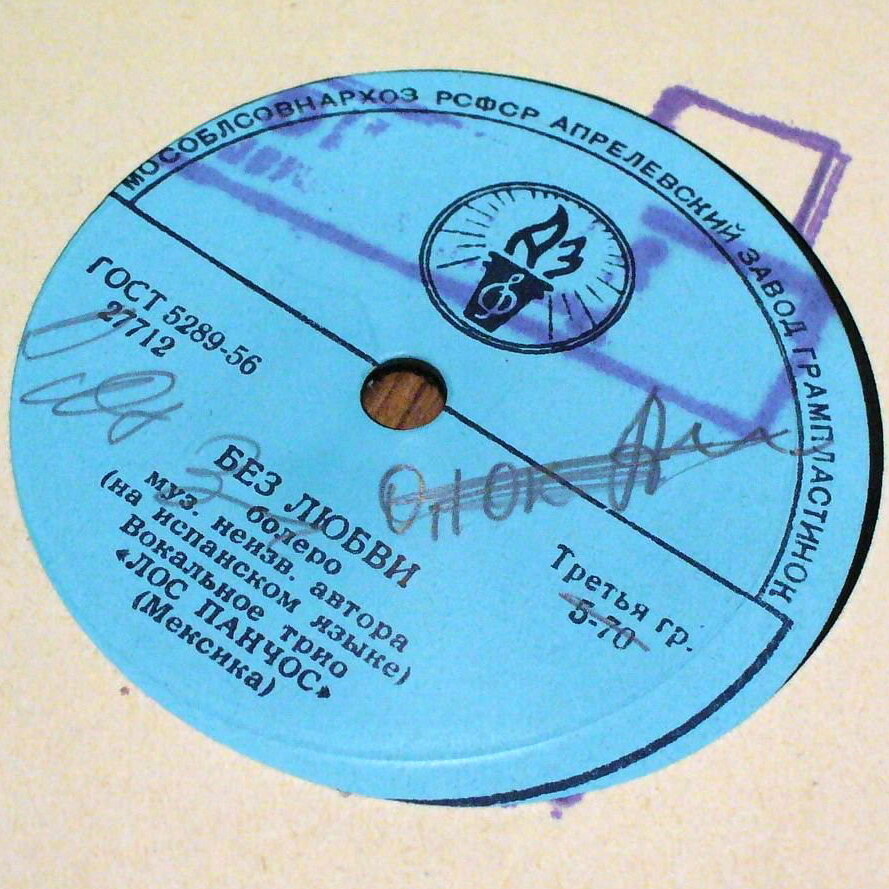 МОСОБЛСОВНАРХОЗ РСФСР АПРЕЛЕВСКИЙ ЗАВОД ГРАМПЛАСТИНОК
ГОСТ 5289-56
27712
БЕЗ ЛЮБВИ
болеро
муз. неизв. автора
(на испанском языке)
Вокальное трио
«ЛОС ПАНЧОС»
(Мексика)
Третья гр.
5-70